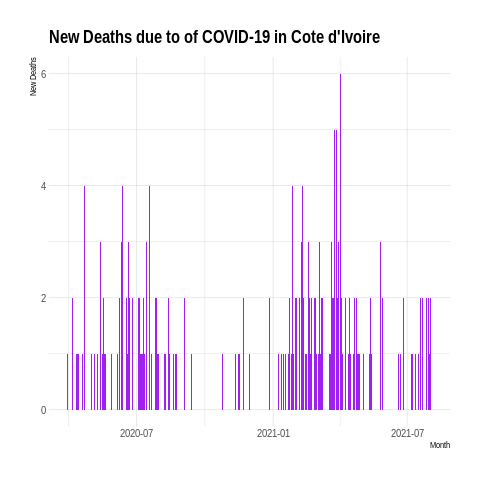 New Deaths due to of COVID-19 in Cote d'Ivoire
New Deaths
6
4
2
0
2020-07
2021-01
2021-07
Month